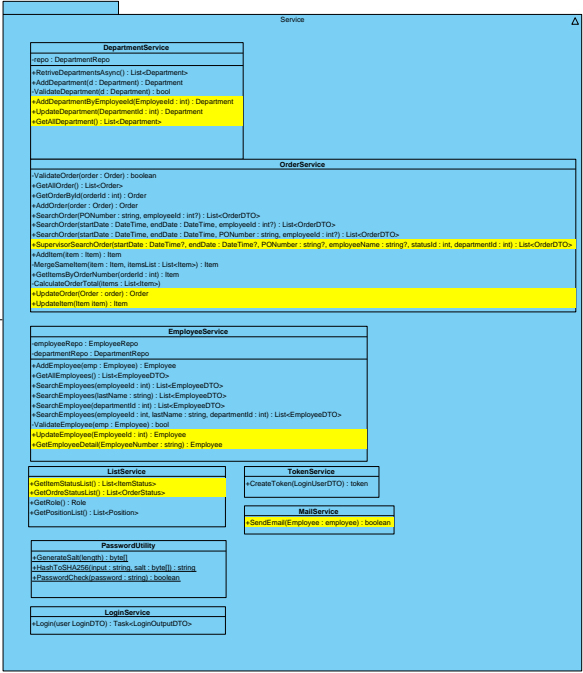 Service
DepartmentService
-repo : DepartmentRepo
+RetriveDepartmentsAsync() : List<Department>
+AddDepartment(d : Department) : Department
-ValidateDepartment(d : Department) : bool
+AddDepartmentByEmployeeId(EmployeeId : int) : Department
+UpdateDepartment(DepartmentId : int) : Department
+GetAllDepartment() : List<Department>
OrderService
-ValidateOrder(order : Order) : boolean
+GetAllOrder() : List<Order>
+GetOrderById(orderId : int) : Order
+AddOrder(order : Order) : Order
+SearchOrder(PONumber : string, employeeId : int?) : List<OrderDTO>
+SearchOrder(startDate : DateTime, endDate : DateTime, employeeId : int?) : List<OrderDTO>
+SearchOrder(startDate : DateTime, endDate : DateTime, PONumber : string, employeeId : int?) : List<OrderDTO>
+SupervisorSearchOrder(startDate : DateTime?, endDate : DateTime?, PONumber : string?, employeeName : string?, statusId : int, departmentId : int) : List<OrderDTO>
+AddItem(item : Item) : Item
-MergeSameItem(item : Item, itemsList : List<Item>) : Item
+GetItemsByOrderNumber(orderId : int) : Item
-CalculateOrderTotal(items : List<Item>)
+UpdateOrder(Order : order) : Order
+UpdateItem(Item item) : Item
EmployeeService
-employeeRepo : EmployeeRepo
-departmentRepo : DepartmentRepo
+AddEmployee(emp : Employee) : Employee
+GetAllEmployees() : List<EmployeeDTO>
+SearchEmployees(employeeId : int) : List<EmployeeDTO>
+SearchEmployees(lastName : string) : List<EmployeeDTO>
+SearchEmployee(departmentId : int) : List<EmployeeDTO>
+SearchEmployees(employeeId : int, lastName : string, departmentId : int) : List<EmployeeDTO>
-ValidateEmployee(emp : Employee) : bool
+UpdateEmployee(EmployeeId : int) : Employee
+GetEmployeeDetail(EmployeeNumber : string) : Employee
ListService
+GetItemStatusList() : List<ItemStatus>
+GetOrdreStatusList() : List<OrderStatus>
+GetRole() : Role
+GetPositionList() : List<Position>
TokenService
+CreateToken(LoginUserDTO) : token
MailService
+SendEmail(Employee : employee) : boolean
PasswordUtility
+GenerateSalt(length) : byte[]
+HashToSHA256(input : string, salt : byte[]) : string
+PasswordCheck(password : string) : boolean
LoginService
+Login(user LoginDTO) : Task<LoginOutputDTO>